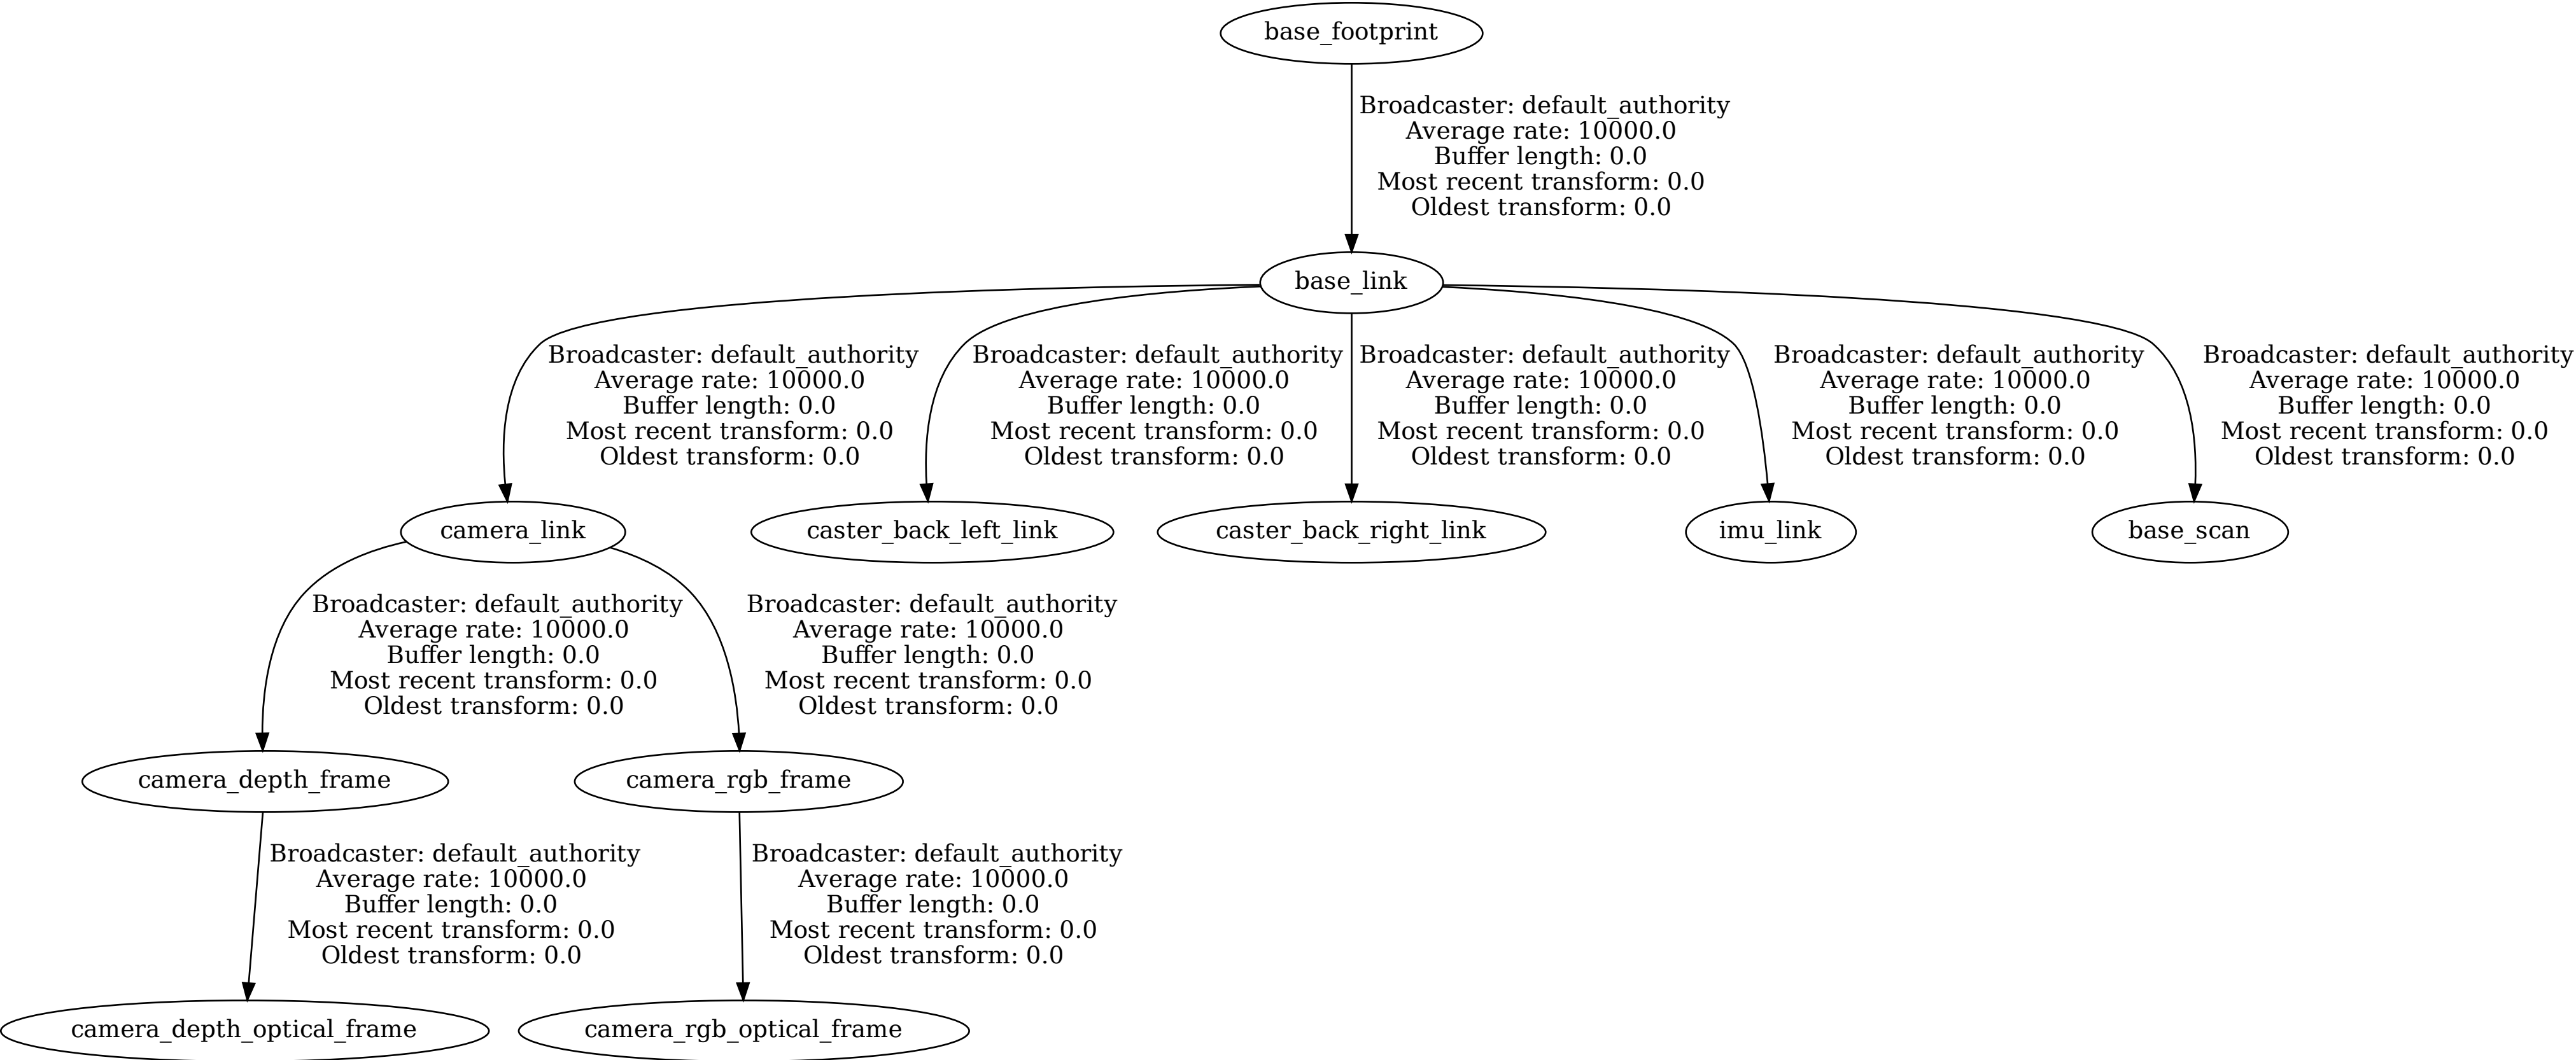 base_footprint
Broadcaster: default_authority
Average rate: 10000.0
Buffer length: 0.0
Most recent transform: 0.0
Oldest transform: 0.0
base_link
Broadcaster: default_authority
Average rate: 10000.0
Buffer length: 0.0
Most recent transform: 0.0
Oldest transform: 0.0
Broadcaster: default_authority
Average rate: 10000.0
Buffer length: 0.0
Most recent transform: 0.0
Oldest transform: 0.0
Broadcaster: default_authority
Average rate: 10000.0
Buffer length: 0.0
Most recent transform: 0.0
Oldest transform: 0.0
Broadcaster: default_authority
Average rate: 10000.0
Buffer length: 0.0
Most recent transform: 0.0
Oldest transform: 0.0
Broadcaster: default_authority
Average rate: 10000.0
Buffer length: 0.0
Most recent transform: 0.0
Oldest transform: 0.0
camera_link
caster_back_left_link
caster_back_right_link
imu_link
base_scan
Broadcaster: default_authority
Average rate: 10000.0
Buffer length: 0.0
Most recent transform: 0.0
Oldest transform: 0.0
Broadcaster: default_authority
Average rate: 10000.0
Buffer length: 0.0
Most recent transform: 0.0
Oldest transform: 0.0
camera_depth_frame
camera_rgb_frame
Broadcaster: default_authority
Average rate: 10000.0
Buffer length: 0.0
Most recent transform: 0.0
Oldest transform: 0.0
Broadcaster: default_authority
Average rate: 10000.0
Buffer length: 0.0
Most recent transform: 0.0
Oldest transform: 0.0
camera_depth_optical_frame
camera_rgb_optical_frame